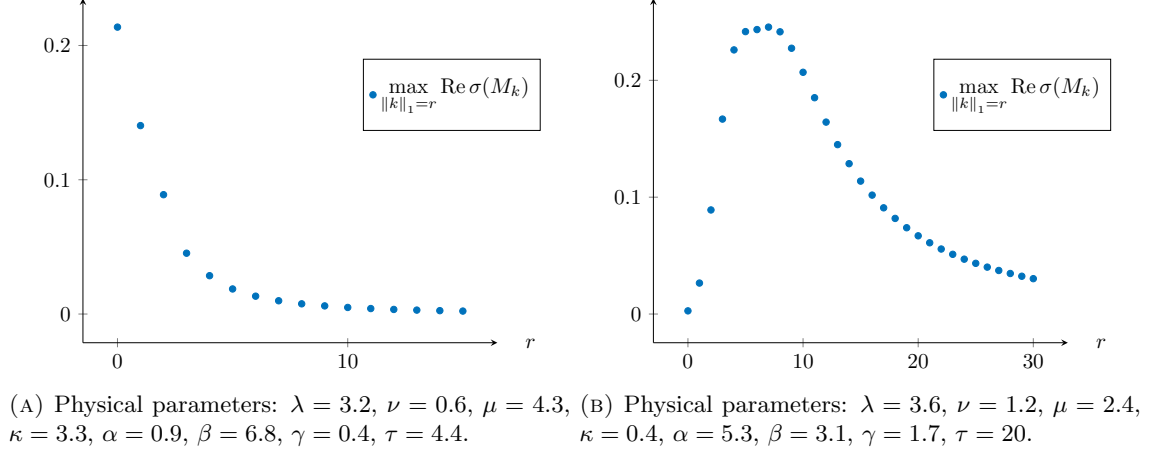 0.2
0.1
0
0
10
r
max Re σ(M_k)
‖k‖₁=r
0.2
0.1
0
0
10
20
30
r
max Re σ(M_k)
‖k‖₁=r
(A) Physical parameters: λ = 3.2, ν = 0.6, μ = 4.3,
κ = 3.3, α = 0.9, β = 6.8, γ = 0.4, τ = 4.4.
(B) Physical parameters: λ = 3.6, ν = 1.2, μ = 2.4,
κ = 0.4, α = 5.3, β = 3.1, γ = 1.7, τ = 20.